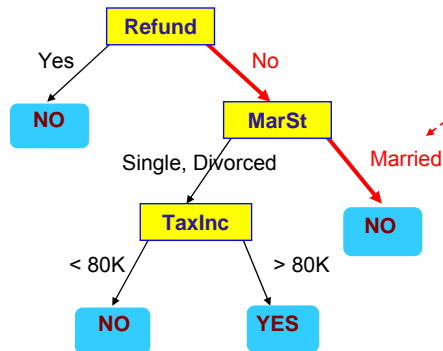 Refund
Yes
No
NO
MarSt
Single, Divorced
Married
TaxInc
NO
< 80K
> 80K
NO
YES